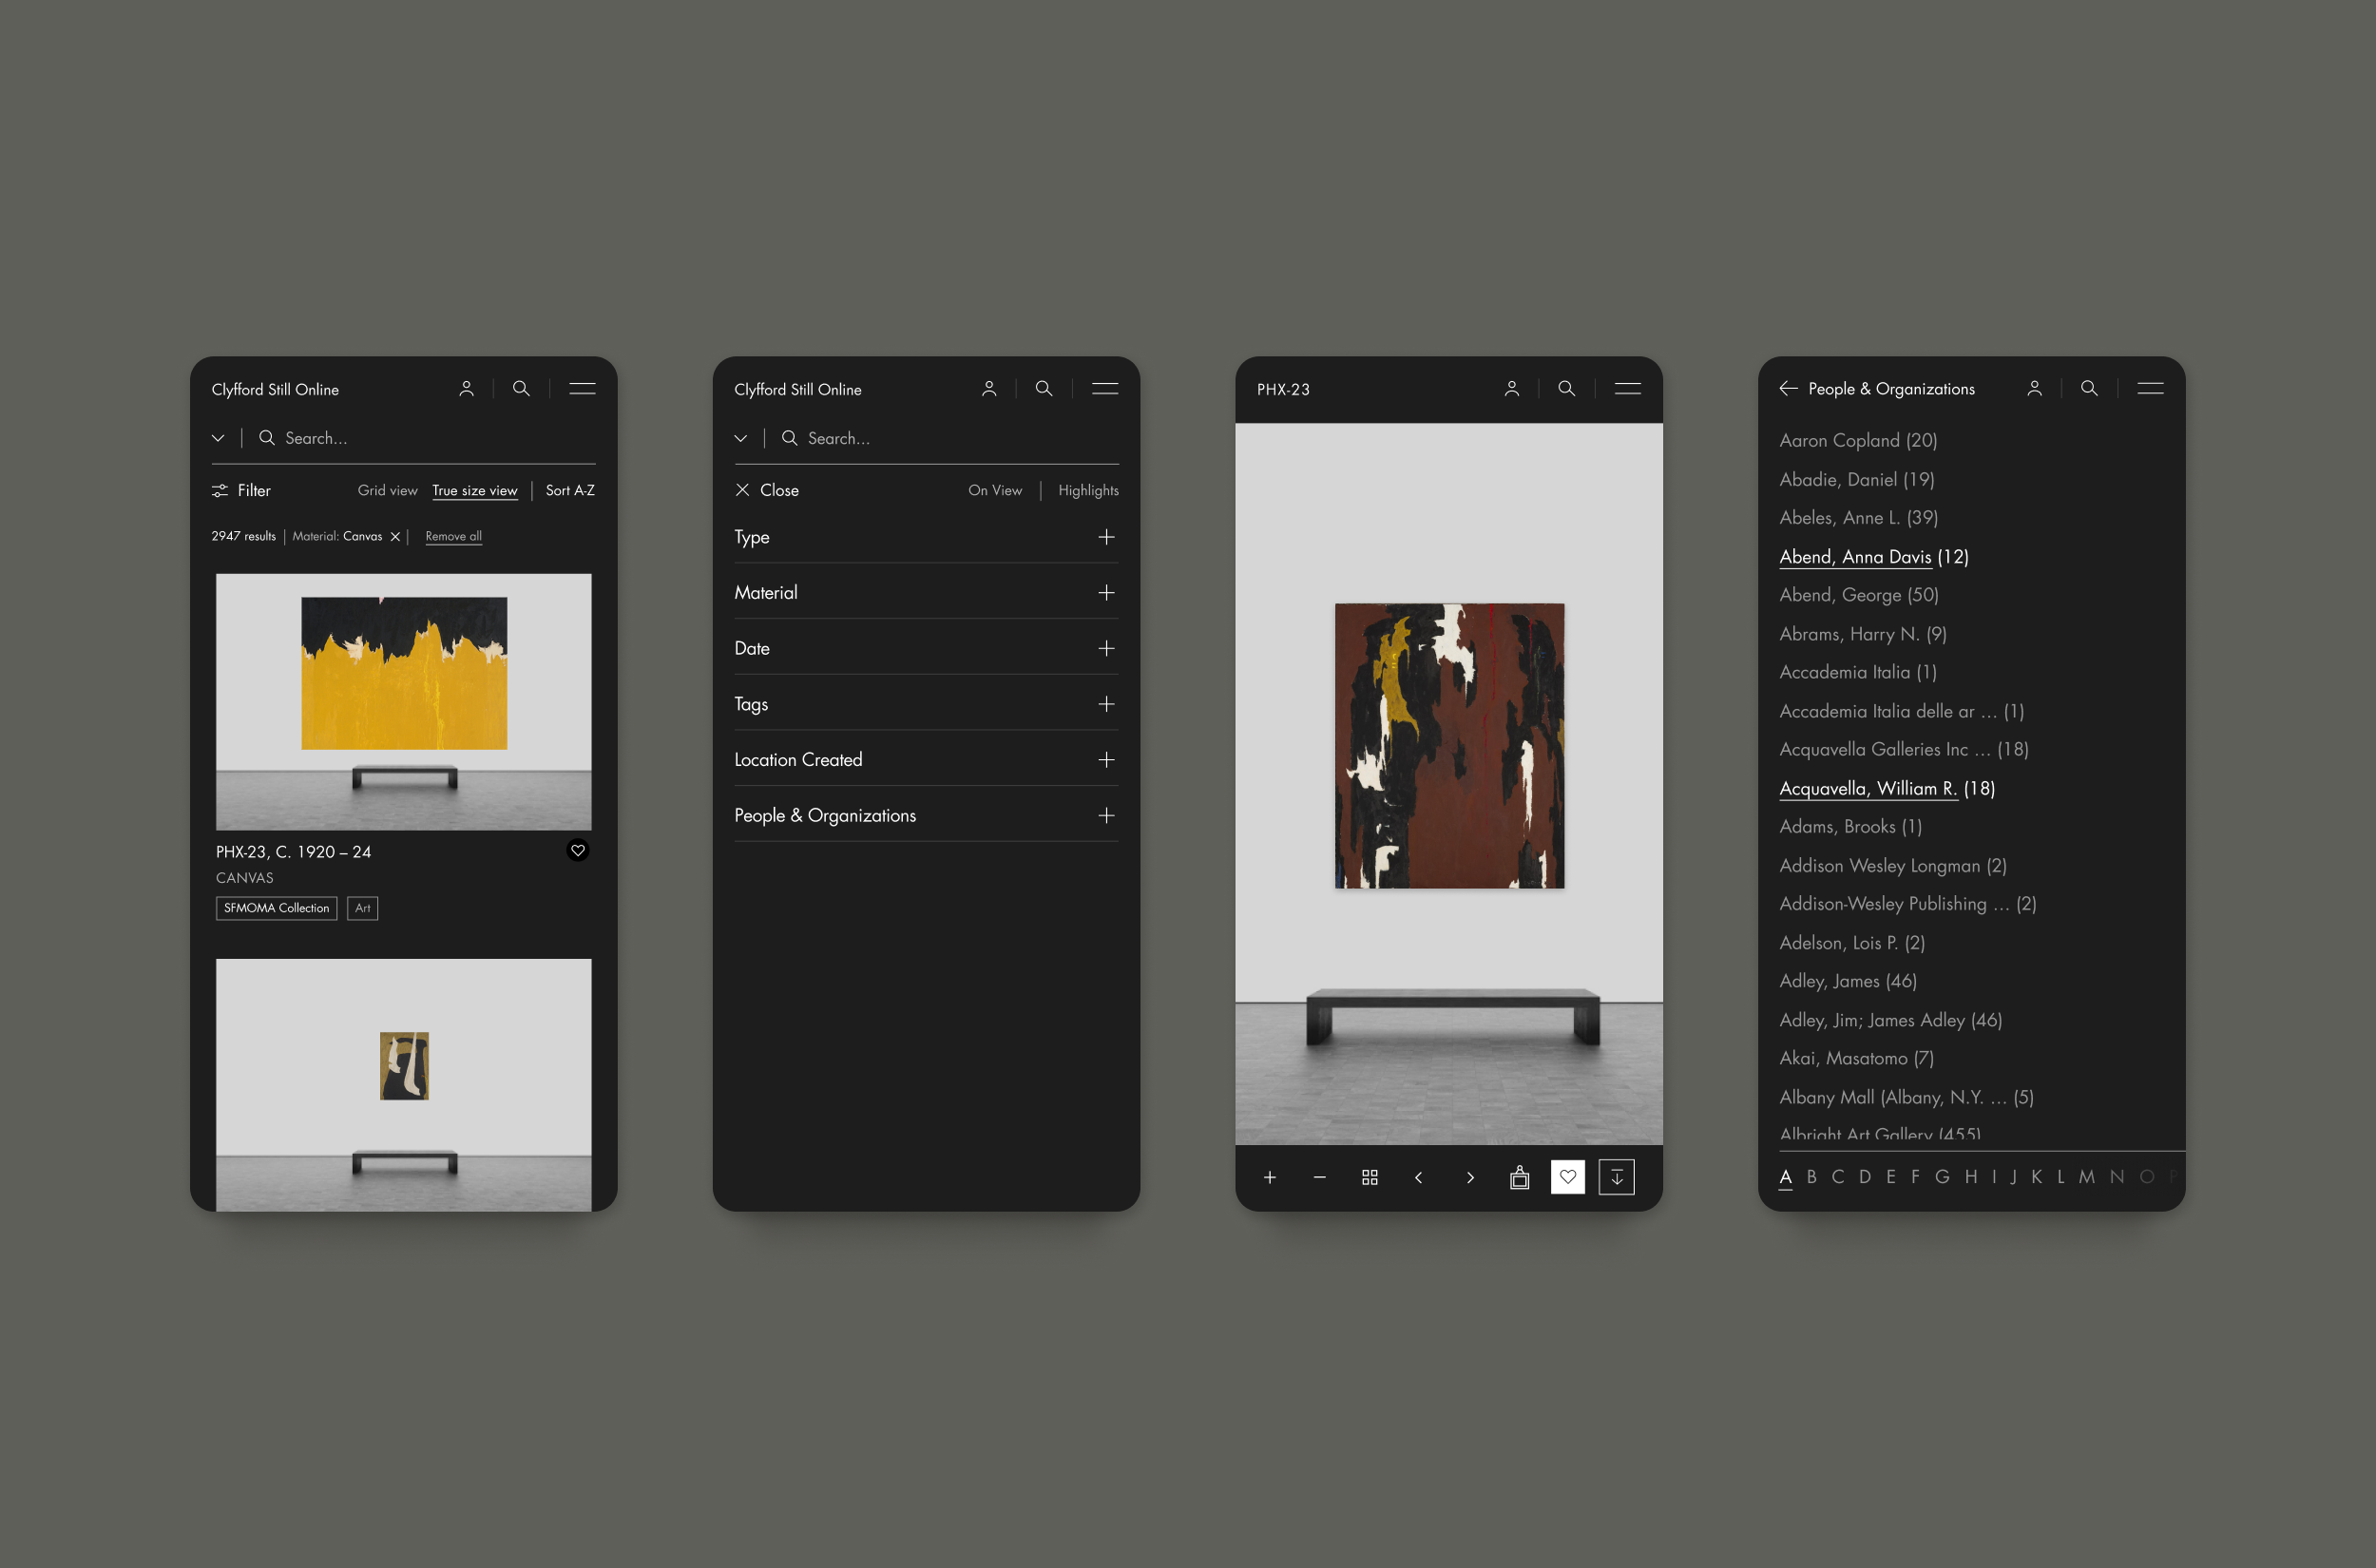 Clyfford Still Online
Search...
Filter
Grid view True size view Sort A-Z
2947 results Material: Canvas Remove all
PHX-23, C. 1920 – 24
CANVAS
SFMOMA Collection Art
Clyfford Still Online
Search...
Close
On View Highlights
Type
Material
Date
Tags
Location Created
People & Organizations
PHX-23
People & Organizations
Aaron Copland (20)
Abadie, Daniel (19)
Abeles, Anne L. (39)
Abend, Anna Davis (12)
Abend, George (50)
Abrams, Harry N. (9)
Accademia Italia (1)
Accademia Italia delle ar ... (1)
Acquavella Galleries Inc ... (18)
Acquavella, William R. (18)
Adams, Brooks (1)
Addison Wesley Longman (2)
Addison-Wesley Publishing ... (2)
Adelson, Lois P. (2)
Adley, James (46)
Adley, Jim; James Adley (46)
Akai, Masatomo (7)
Albany Mall (Albany, N.Y. ... (5)
Albright Art Gallery (455)
A B C D E F G H I J K L M N O P